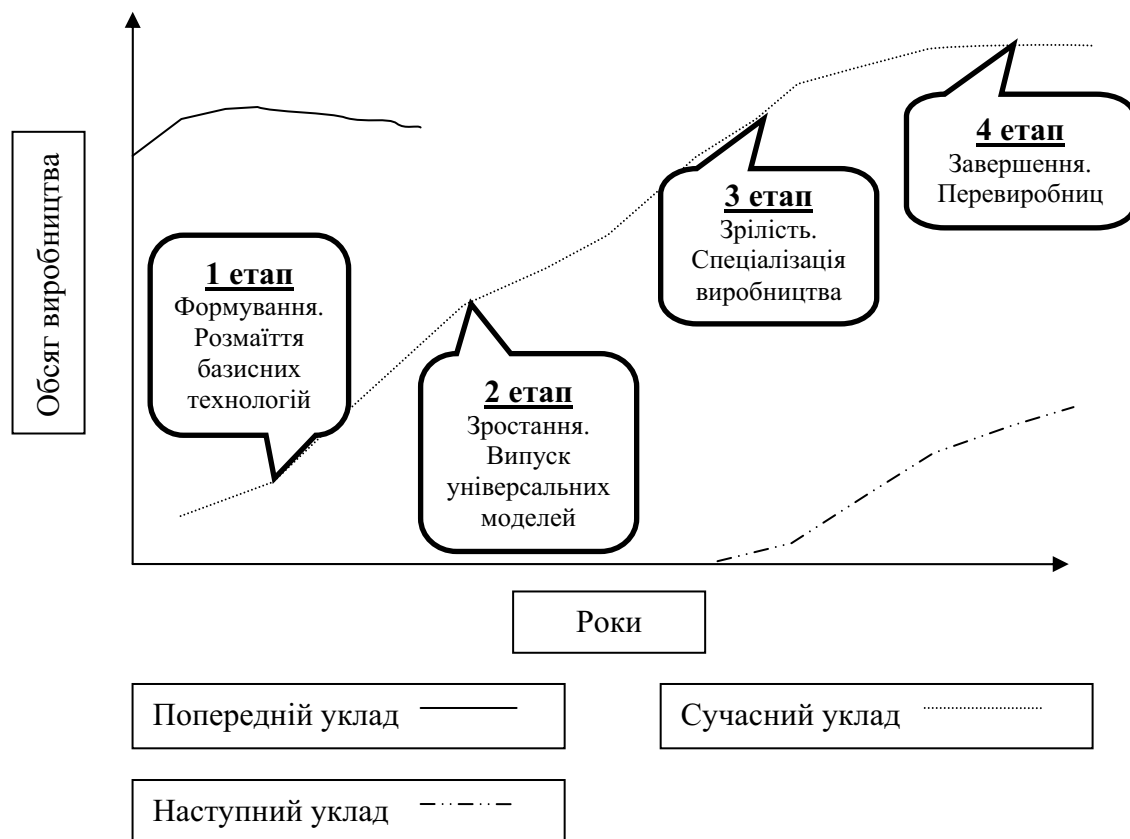 Обсяг виробництва
1 етап
Формування.
Розмаїття
базисних
технологій
2 етап
Зростання.
Випуск
універсальних
моделей
3 етап
Зрілість.
Спеціалізація
виробництва
4 етап
Завершення.
Перевиробниц
Роки
Попередній уклад
Сучасний уклад
Наступний уклад